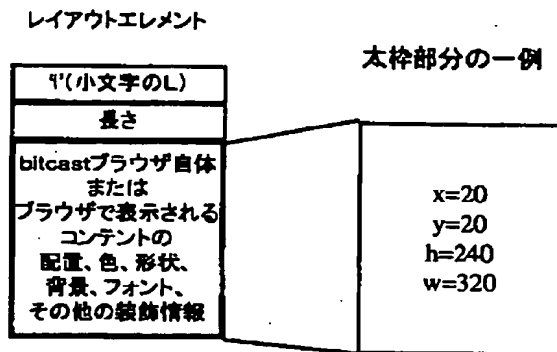 レイアウトエレメント
太枠部分の一例
'l'(小文字のL)
長さ
bitcastブラウザ自体
または
ブラウザで表示される
コンテントの
配置、色、形状、
背景、フォント、
その他の装飾情報
x=20
y=20
h=240
w=320